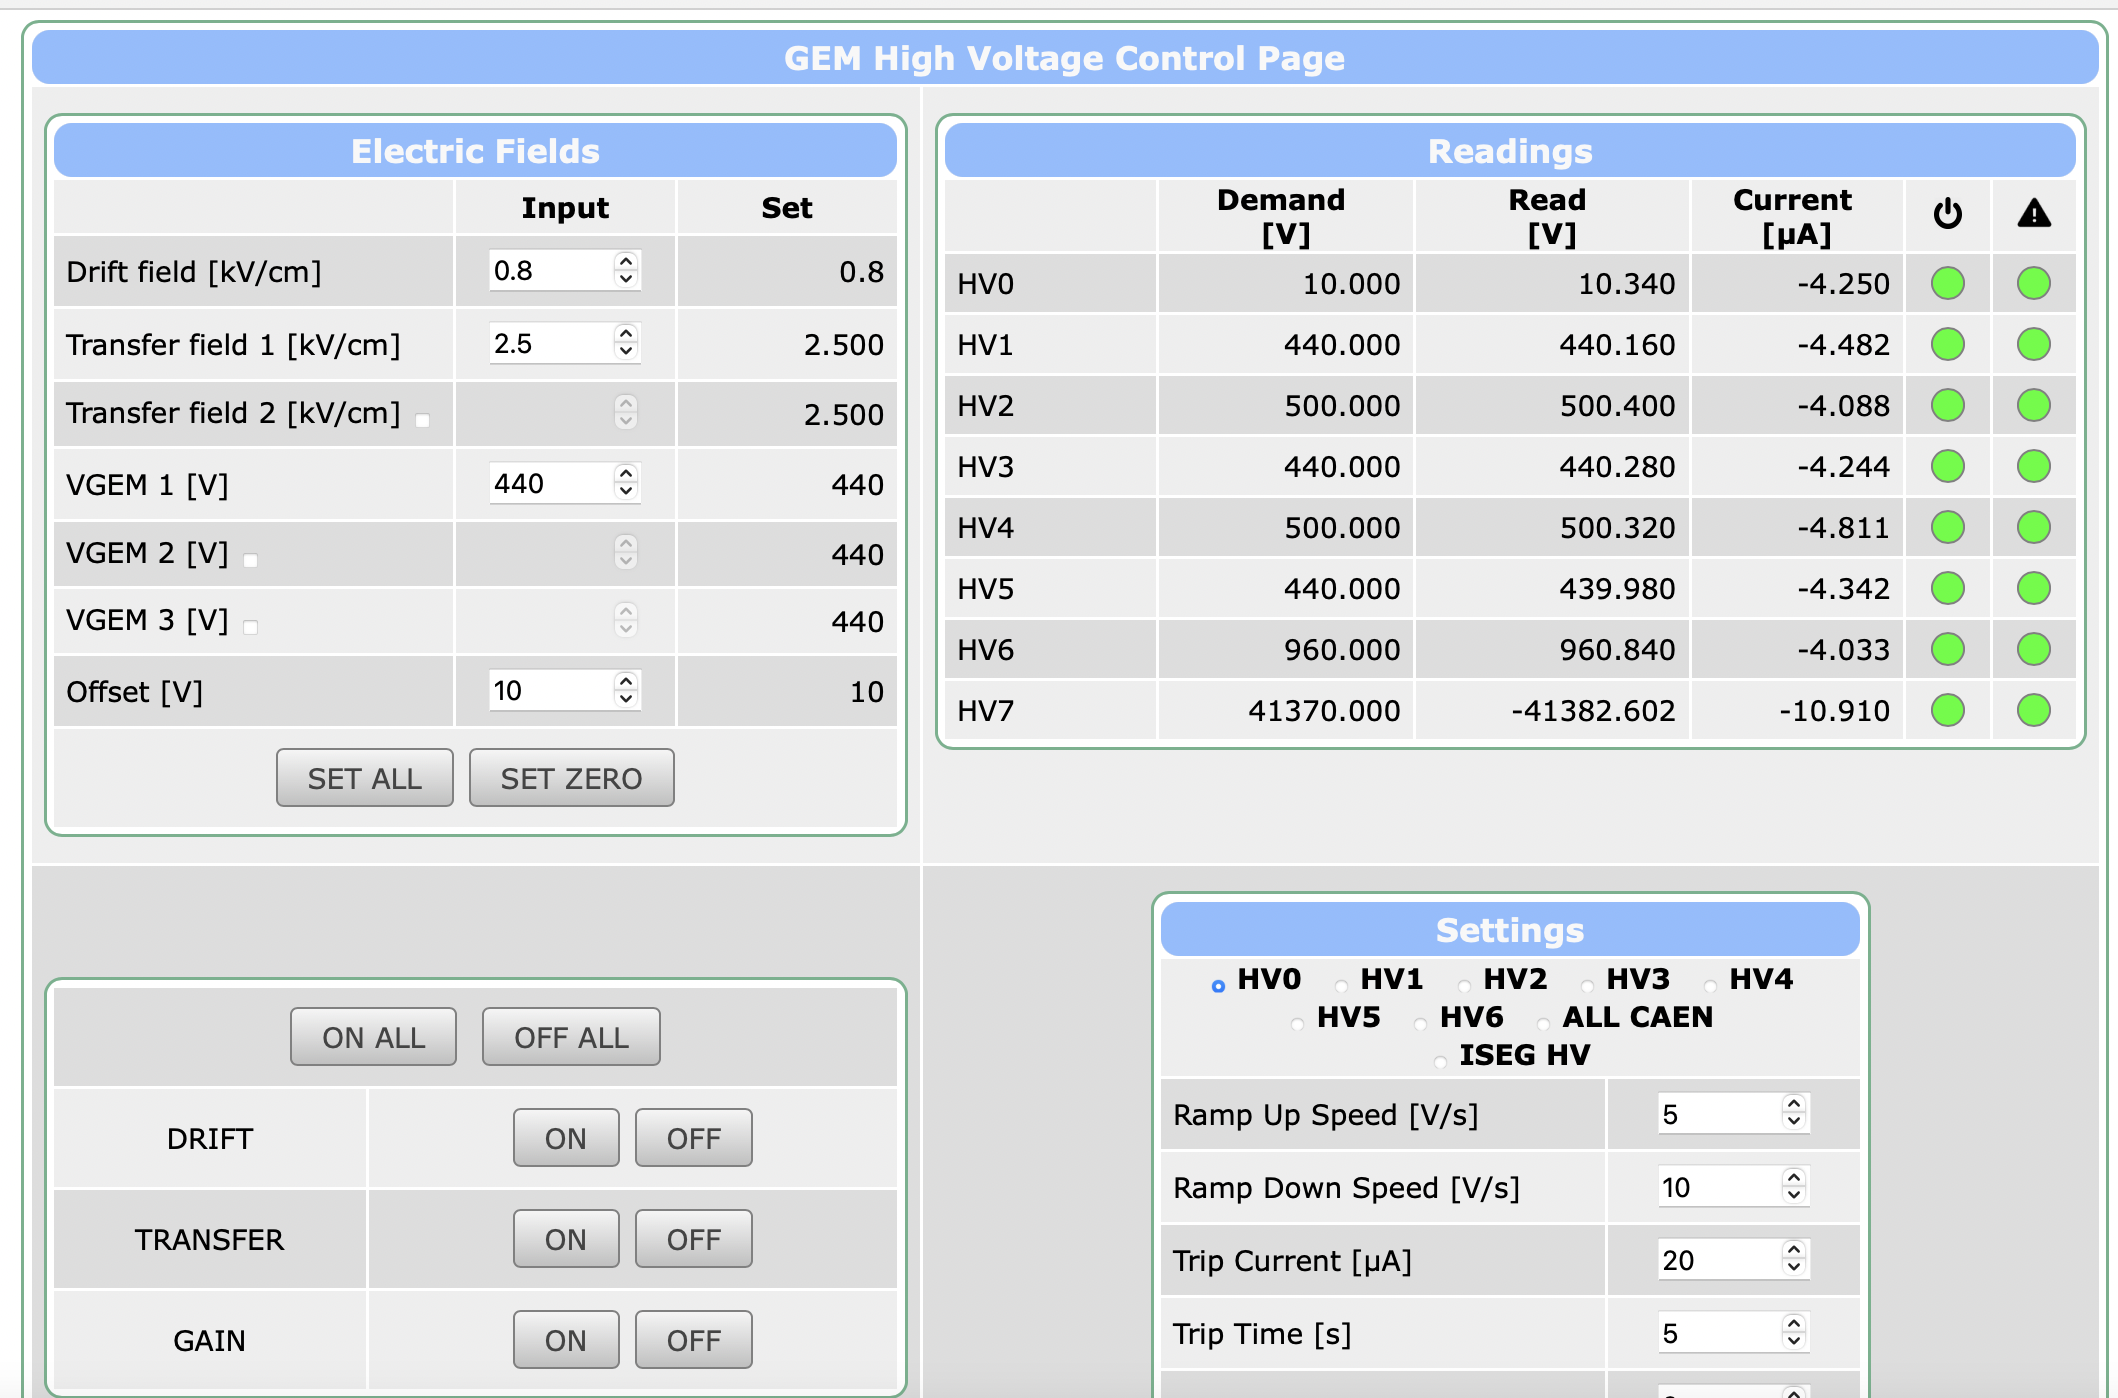 GEM High Voltage Control Page
Electric Fields
Input Set
Drift field [kV/cm] 0.8 0.8
Transfer field 1 [kV/cm] 2.5 2.500
Transfer field 2 [kV/cm] 2.500
VGEM 1 [V] 440 440
VGEM 2 [V] 440
VGEM 3 [V] 440
Offset [V] 10 10
SET ALL SET ZERO
Readings
Demand [V] Read [V] Current [µA]
HV0 10.000 10.340 -4.250
HV1 440.000 440.160 -4.482
HV2 500.000 500.400 -4.088
HV3 440.000 440.280 -4.244
HV4 500.000 500.320 -4.811
HV5 440.000 439.980 -4.342
HV6 960.000 960.840 -4.033
HV7 41370.000 -41382.602 -10.910
ON ALL OFF ALL
DRIFT ON OFF
TRANSFER ON OFF
GAIN ON OFF
Settings
HV0 HV1 HV2 HV3 HV4
HV5 HV6 ALL CAEN
ISEG HV
Ramp Up Speed [V/s] 5
Ramp Down Speed [V/s] 10
Trip Current [µA] 20
Trip Time [s] 5